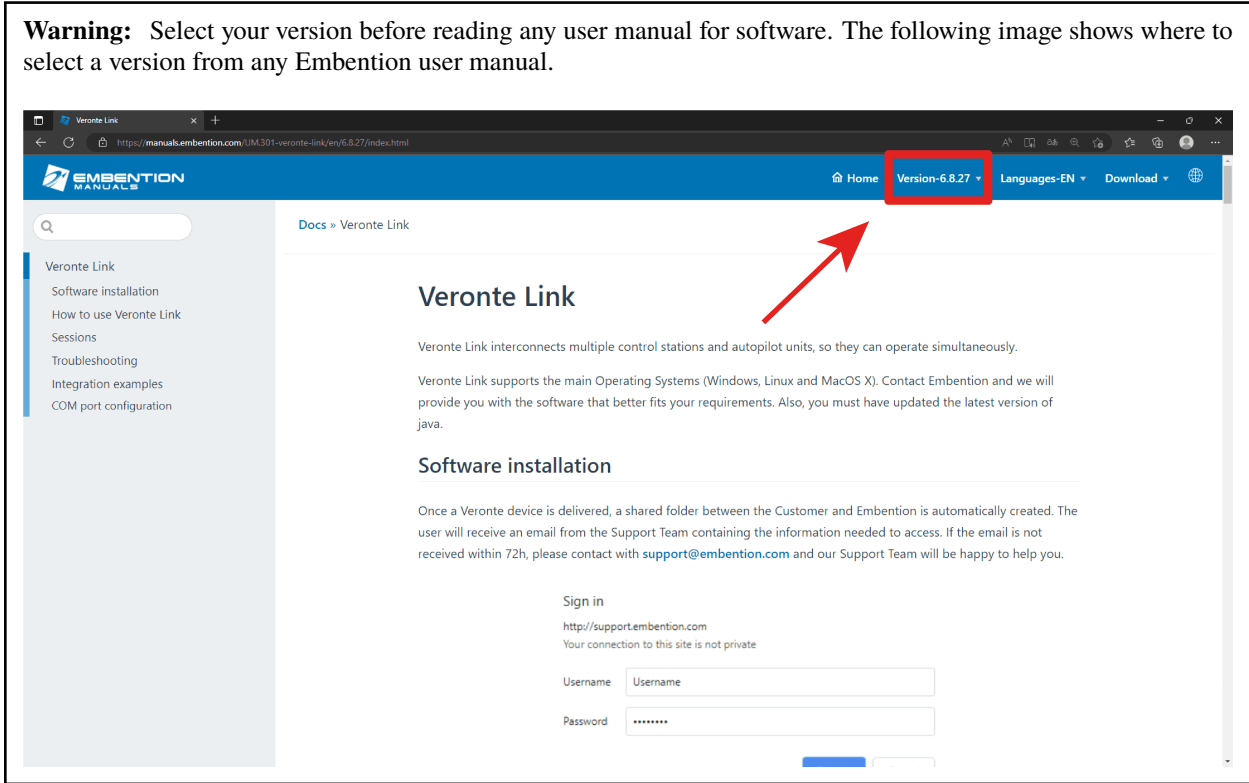 Warning: Select your version before reading any user manual for software. The following image shows where to
select a version from any Embention user manual.
Veronte Link
https://manuals.embention.com/UM.301-veronte-link/en/6.8.27/index.html
EMBENTION
MANUALS
Home Version-6.8.27 Languages-EN Download
Docs » Veronte Link
Veronte Link
Software installation
How to use Veronte Link
Sessions
Troubleshooting
Integration examples
COM port configuration
Veronte Link
Veronte Link interconnects multiple control stations and autopilot units, so they can operate simultaneously.
Veronte Link supports the main Operating Systems (Windows, Linux and MacOS X). Contact Embention and we will
provide you with the software that better fits your requirements. Also, you must have updated the latest version of
java.
Software installation
Once a Veronte device is delivered, a shared folder between the Customer and Embention is automatically created. The
user will receive an email from the Support Team containing the information needed to access. If the email is not
received within 72h, please contact with support@embention.com and our Support Team will be happy to help you.
Sign in
http://support.embention.com
Your connection to this site is not private
Username Username
Password ••••••••